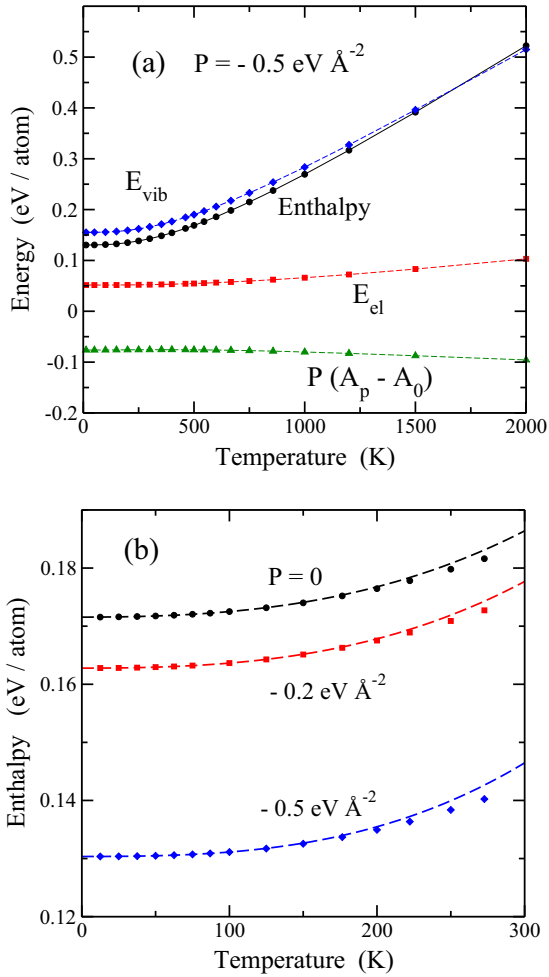 (a) P = - 0.5 eV Å⁻²
0.5
0.4
0.3
0.2
0.1
0
-0.1
-0.2
Energy (eV / atom)
E_vib
Enthalpy
E_el
P (A_p - A_0)
0 500 1000 1500 2000
Temperature (K)
(b)
0.18
0.16
0.14
0.12
Enthalpy (eV / atom)
P = 0
- 0.2 eV Å⁻²
- 0.5 eV Å⁻²
0 100 200 300
Temperature (K)